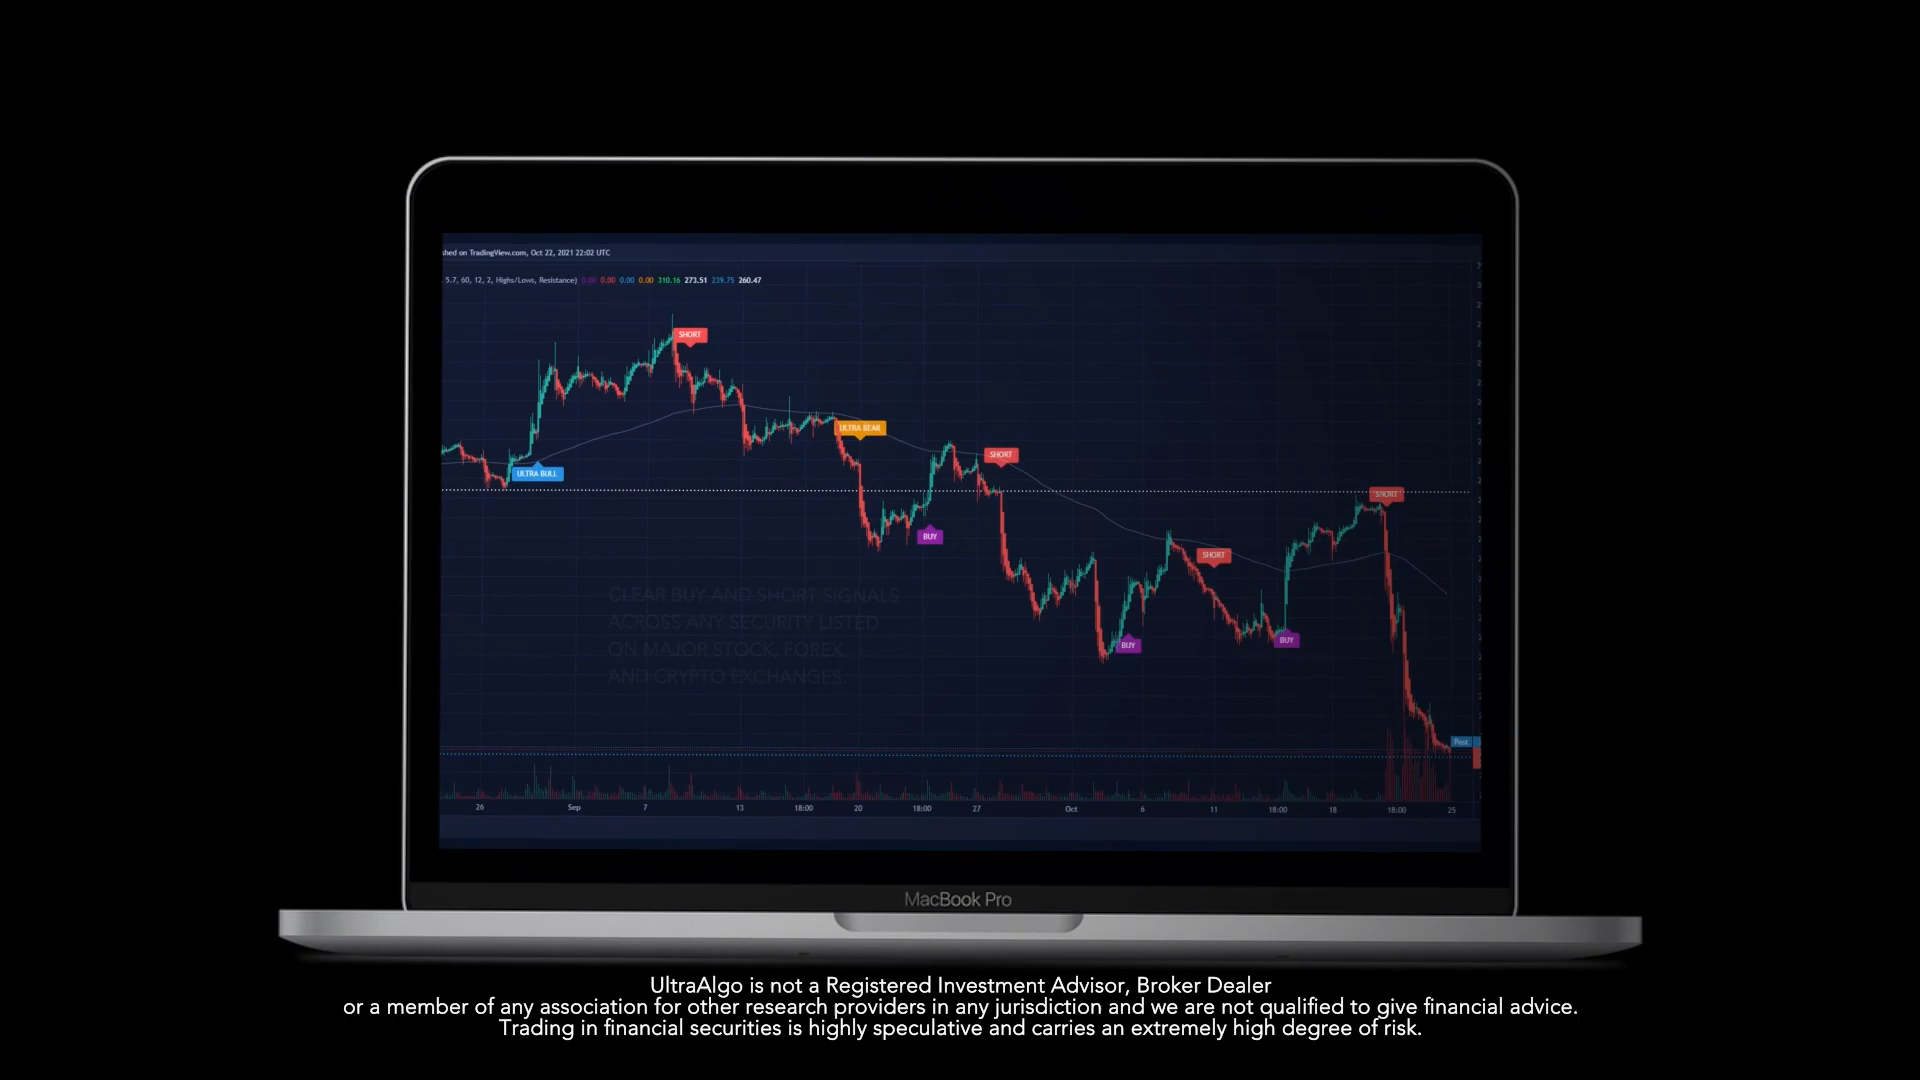 shed on TradingView.com, Oct 22, 2021 22:02 UTC
5.7, 60, 12, 2, Highs/Lows, Resistance) 0.00 0.00 0.00 0.00 310.16 273.51 239.75 260.47
SHORT
ULTRA BEAR
SHORT
ULTRA BULL
SHORT
BUY
SHORT
CLEAR BUY AND SHORT SIGNALS
ACROSS ANY SECURITY LISTED
ON MAJOR STOCK, FOREX
AND CRYPTO EXCHANGES.
BUY
BUY
Post
26 Sep 7 13 18:00 20 18:00 27 Oct 6 11 18:00 18 18:00 25
MacBook Pro
UltraAlgo is not a Registered Investment Advisor, Broker Dealer
or a member of any association for other research providers in any jurisdiction and we are not qualified to give financial advice.
Trading in financial securities is highly speculative and carries an extremely high degree of risk.